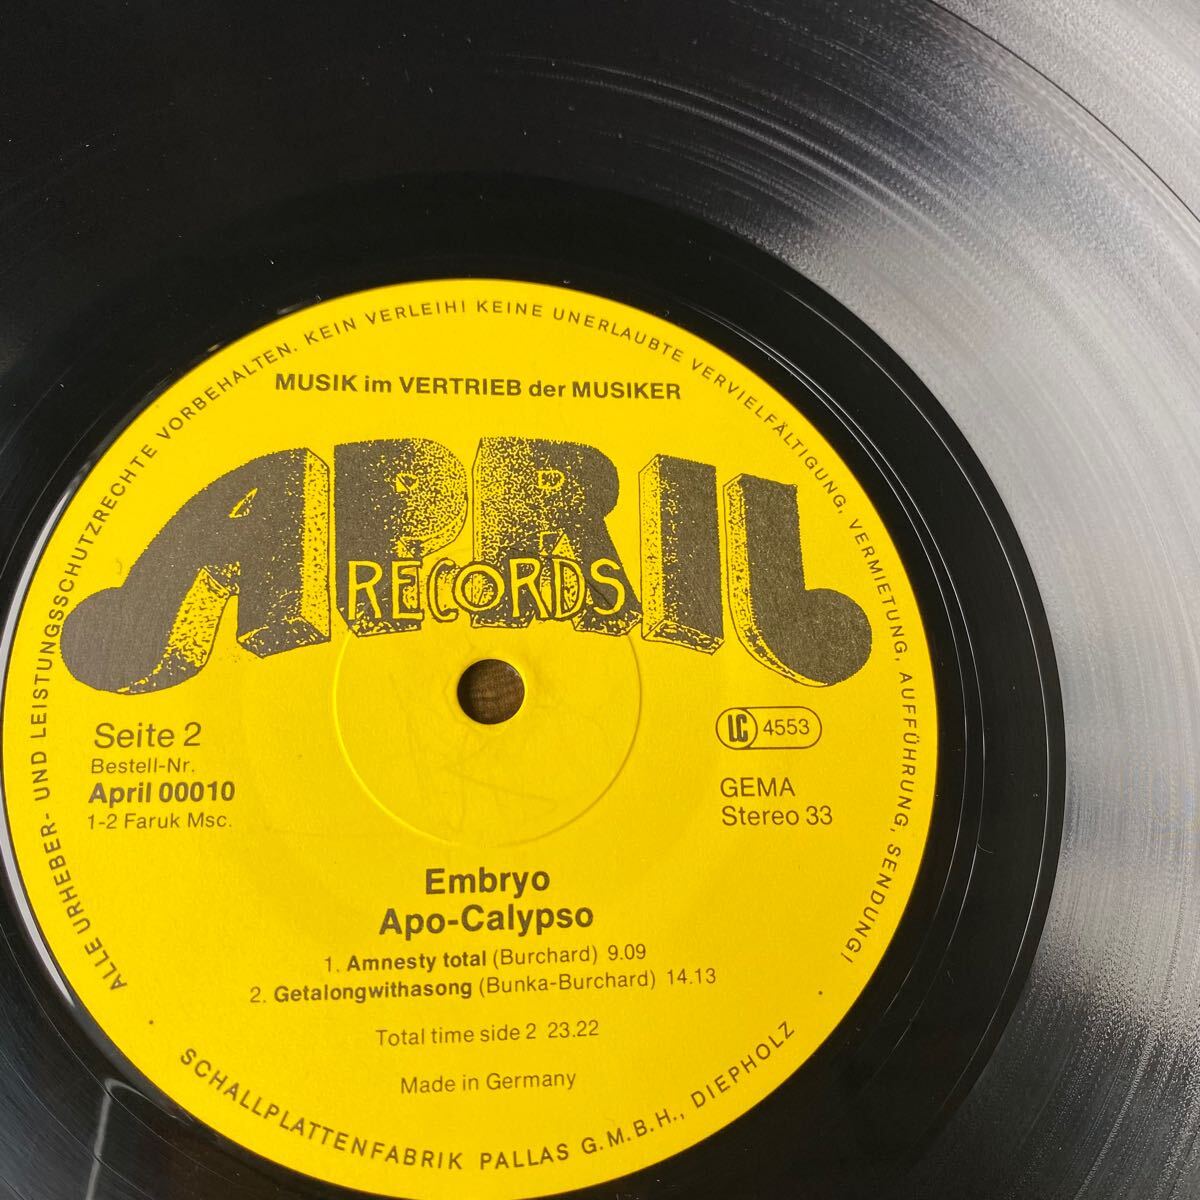 ALLE URHEBER- UND LEISTUNGSSCHUTZRECHTE VORBEHALTEN. KEIN VERLEIH! KEINE UNERLAUBTE VERVIELFÄLTIGUNG, VERMIETUNG, AUFFÜHRUNG, SENDUNG!
MUSIK im VERTRIEB der MUSIKER
APRIL
RECORDS
Seite 2
Bestell-Nr.
April 00010
1-2 Faruk Msc.
LC 4553
GEMA
Stereo 33
Embryo
Apo-Calypso
1. Amnesty total (Burchard) 9.09
2. Getalongwithasong (Bunka-Burchard) 14.13
Total time side 2 23.22
Made in Germany
SCHALLPLATTENFABRIK PALLAS G.M.B.H., DIEPHOLZ